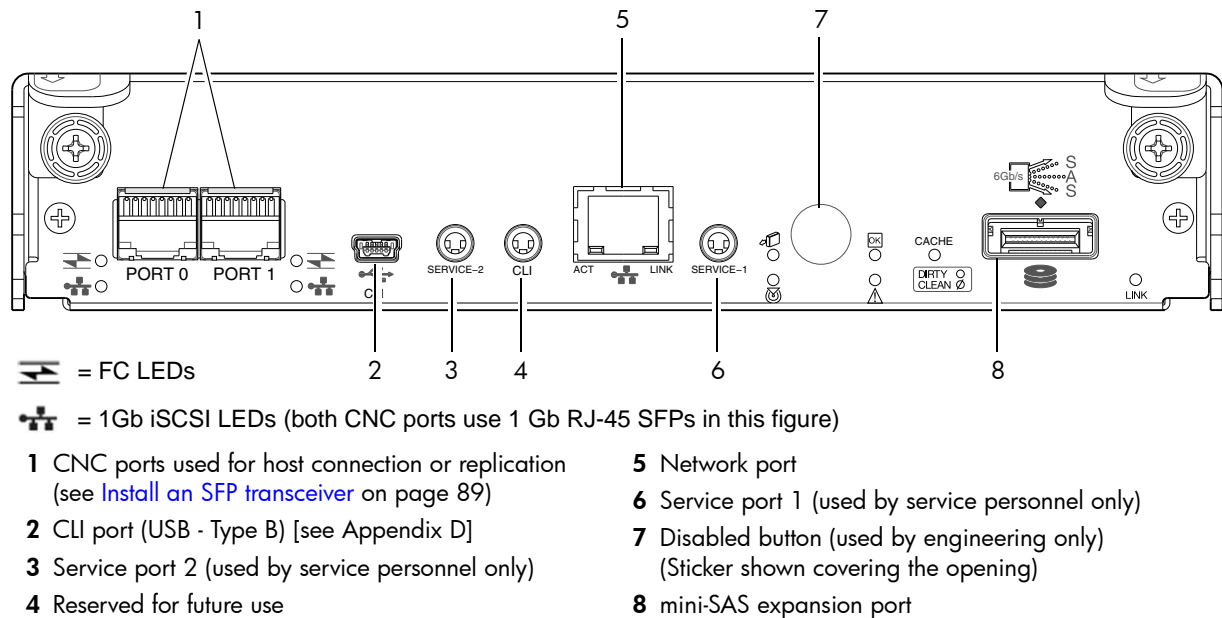 1
5
7
6Gb/s
S
A
S
OK
CACHE
PORT 0
PORT 1
SERVICE–2
CLI
ACT
LINK
SERVICE–1
DIRTY
CLEAN
LINK
2
3
4
6
8
= FC LEDs
= 1Gb iSCSI LEDs (both CNC ports use 1 Gb RJ-45 SFPs in this figure)
1 CNC ports used for host connection or replication
(see Install an SFP transceiver on page 89)
2 CLI port (USB - Type B) [see Appendix D]
3 Service port 2 (used by service personnel only)
4 Reserved for future use
5 Network port
6 Service port 1 (used by service personnel only)
7 Disabled button (used by engineering only)
(Sticker shown covering the opening)
8 mini-SAS expansion port